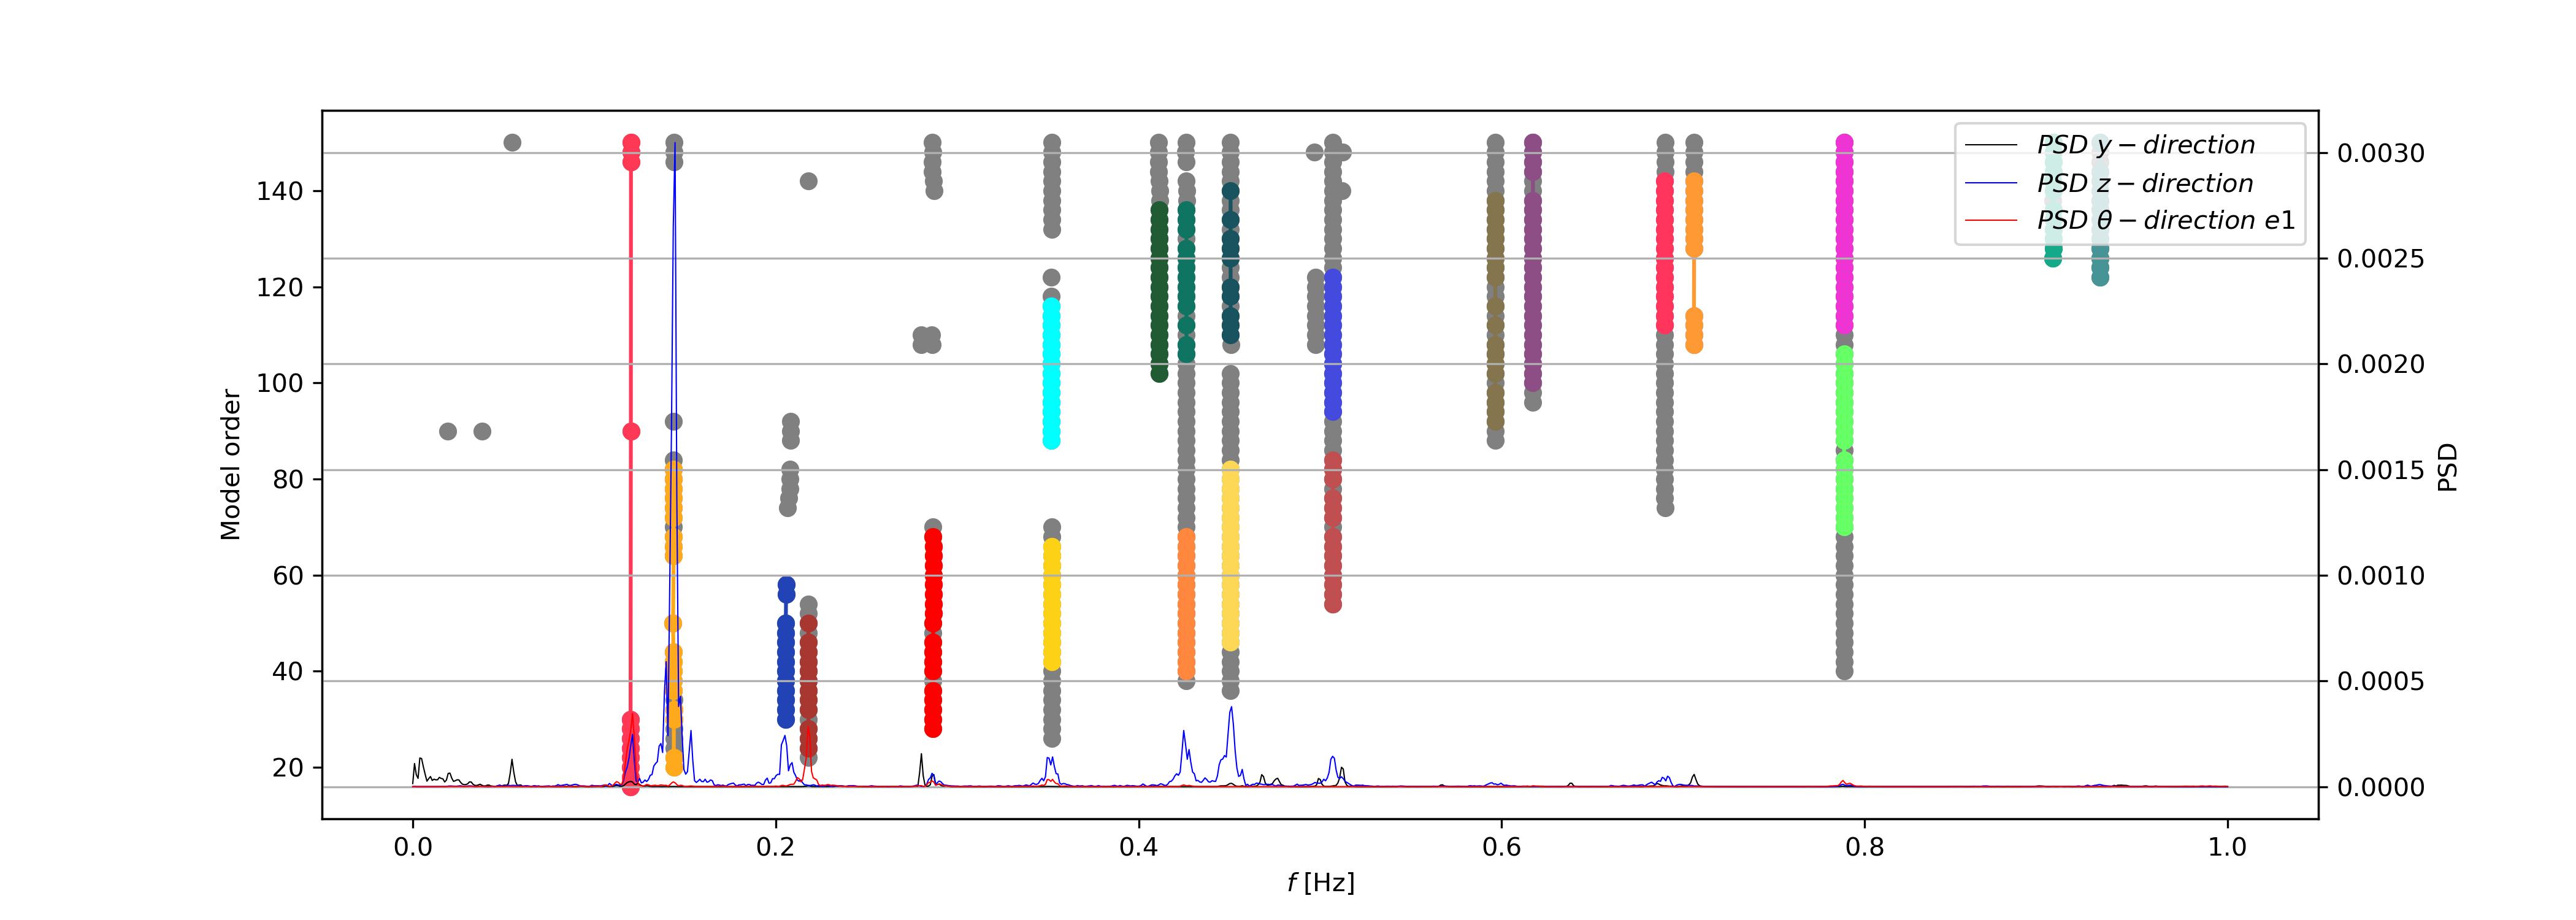 PSD y − direction
PSD z − direction
PSD θ − direction e1
140
120
100
80
60
40
20
Model order
0.0030
0.0025
0.0020
0.0015
0.0010
0.0005
0.0000
PSD
0.0 0.2 0.4 0.6 0.8 1.0
f [Hz]